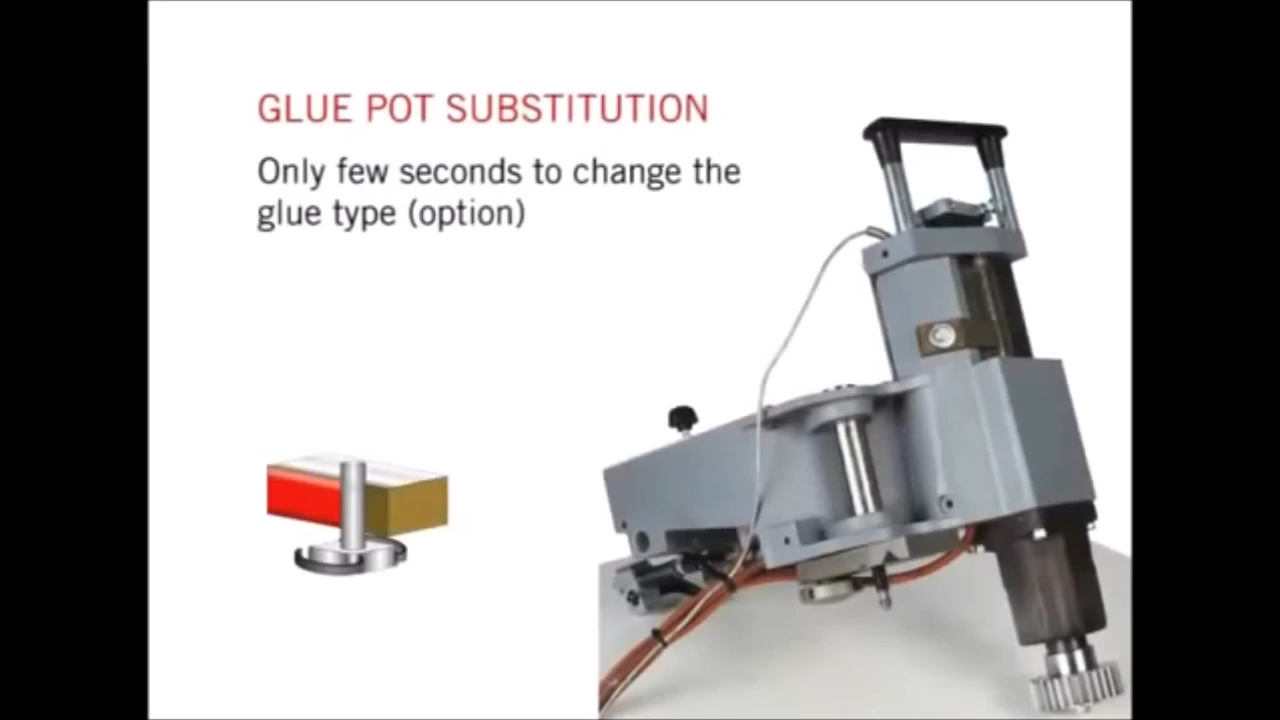 GLUE POT SUBSTITUTION
Only few seconds to change the
glue type (option)